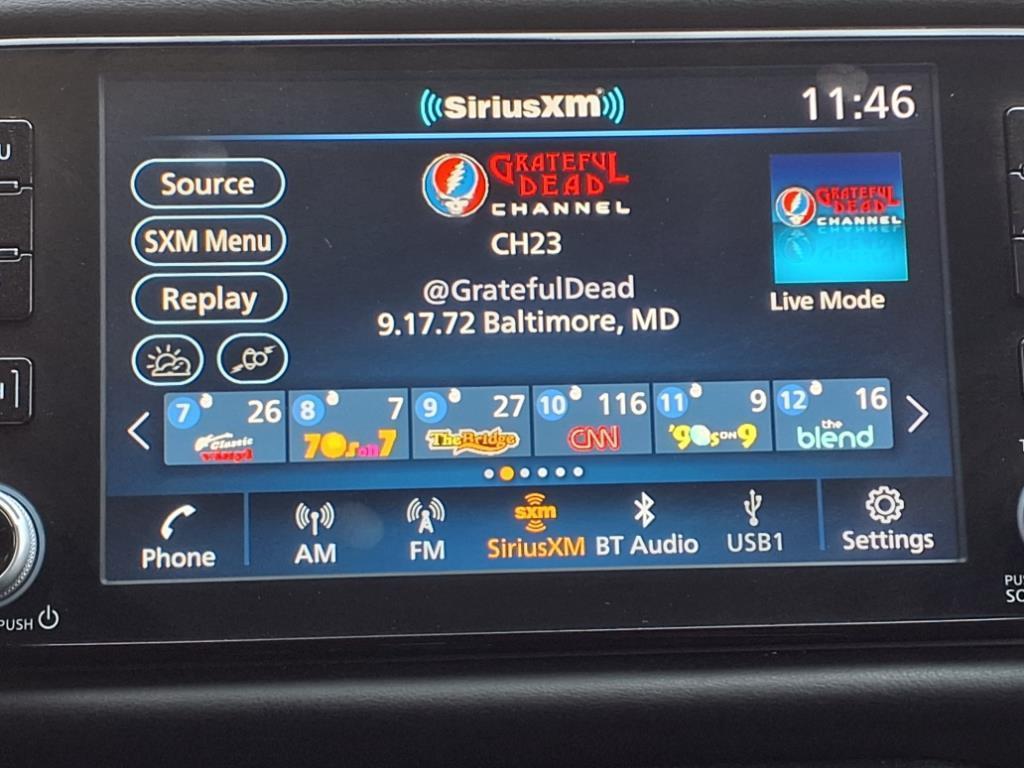 SiriusXM
11:46
U
Source
SXM Menu
Replay
GRATEFUL
DEAD
CHANNEL
CH23
@GratefulDead
9.17.72 Baltimore, MD
GRATEFUL
DEAD
CHANNEL
Live Mode
7 26
Classic
vinyl
8 7
70s on 7
9 27
The Bridge
10 116
CNN
11 9
'90s ON 9
12 16
the
blend
Phone
AM
FM
sxm
SiriusXM
BT Audio
USB1
Settings
PUSH
PU
SO